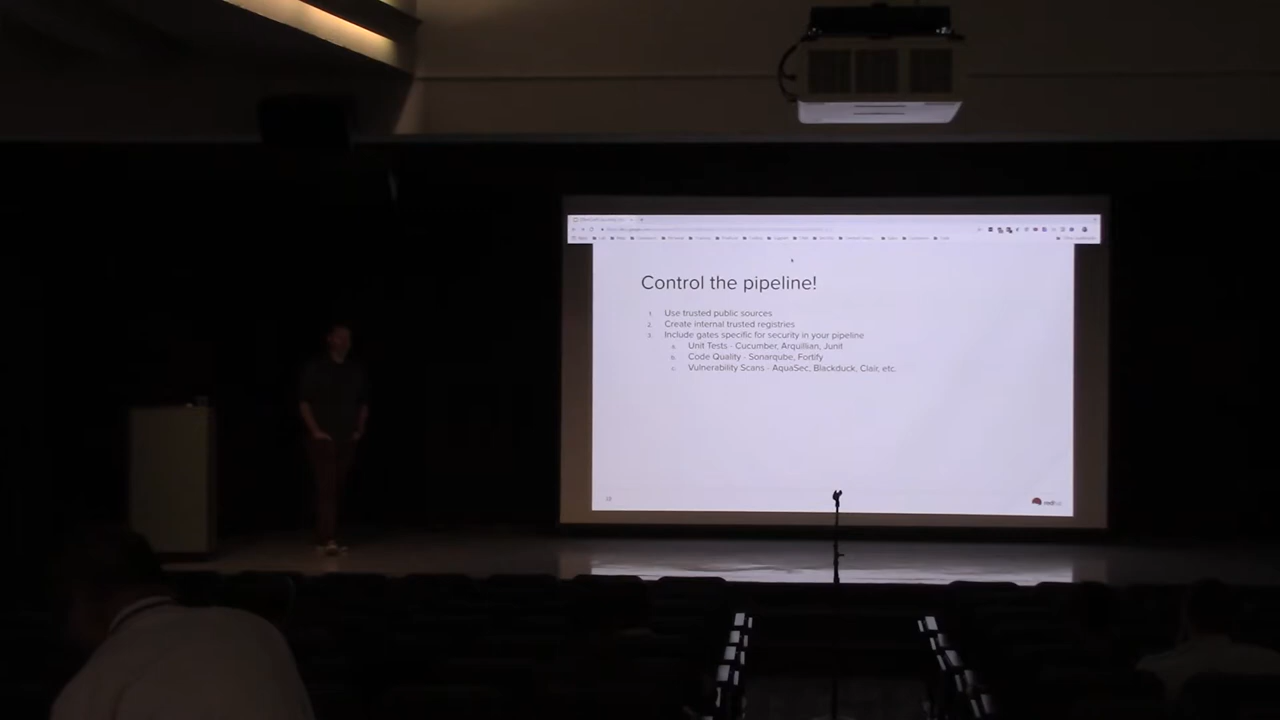 Control the pipeline!
1. Use trusted public sources
2. Create internal trusted registries
3. Include gates specific for security in your pipeline
a. Unit Tests - Cucumber, Arquillian, Junit
b. Code Quality - Sonarqube, Fortify
c. Vulnerability Scans - AquaSec, Blackduck, Clair, etc.